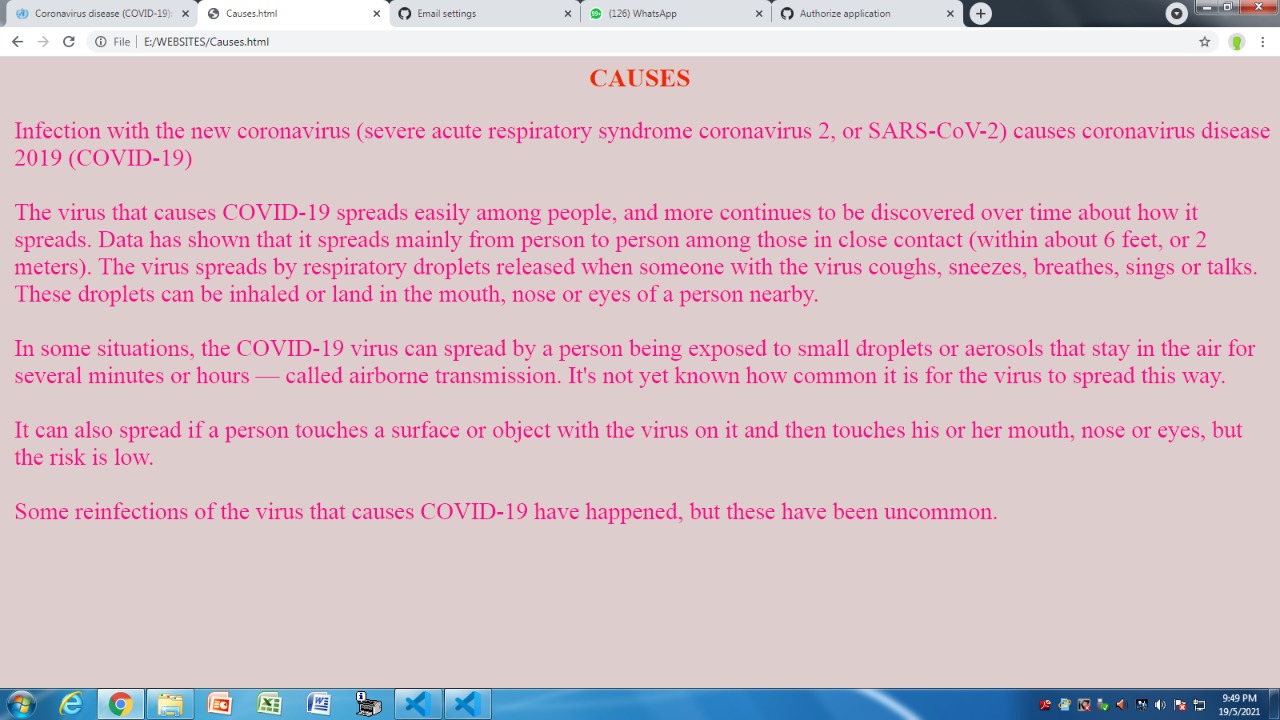 Coronavirus disease (COVID-19):
Causes.html
Email settings
99+
(126) WhatsApp
Authorize application
File
E:/WEBSITES/Causes.html
CAUSES
Infection with the new coronavirus (severe acute respiratory syndrome coronavirus 2, or SARS-CoV-2) causes coronavirus disease
2019 (COVID-19)
The virus that causes COVID-19 spreads easily among people, and more continues to be discovered over time about how it
spreads. Data has shown that it spreads mainly from person to person among those in close contact (within about 6 feet, or 2
meters). The virus spreads by respiratory droplets released when someone with the virus coughs, sneezes, breathes, sings or talks.
These droplets can be inhaled or land in the mouth, nose or eyes of a person nearby.
In some situations, the COVID-19 virus can spread by a person being exposed to small droplets or aerosols that stay in the air for
several minutes or hours — called airborne transmission. It's not yet known how common it is for the virus to spread this way.
It can also spread if a person touches a surface or object with the virus on it and then touches his or her mouth, nose or eyes, but
the risk is low.
Some reinfections of the virus that causes COVID-19 have happened, but these have been uncommon.
9:49 PM
19/5/2021